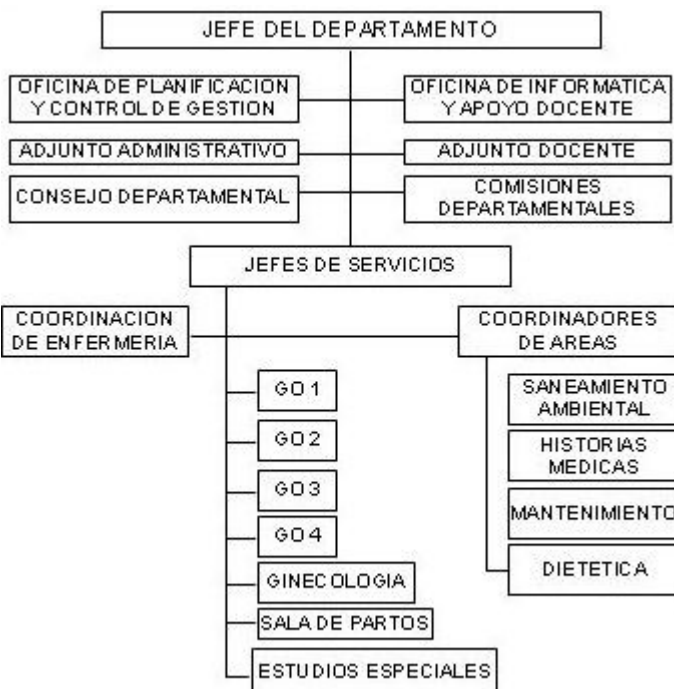 JEFE DEL DEPARTAMENTO
OFICINA DE PLANIFICACION
Y CONTROL DE GESTION
OFICINA DE INFORMATICA
Y APOYO DOCENTE
ADJUNTO ADMINISTRATIVO
ADJUNTO DOCENTE
CONSEJO DEPARTAMENTAL
COMISIONES
DEPARTAMENTALES
JEFES DE SERVICIOS
COORDINACION
DE ENFERMERIA
COORDINADORES
DE AREAS
GO 1
GO 2
GO 3
GO 4
GINECOLOGIA
SALA DE PARTOS
ESTUDIOS ESPECIALES
SANEAMIENTO
AMBIENTAL
HISTORIAS
MEDICAS
MANTENIMIENTO
DIETETICA